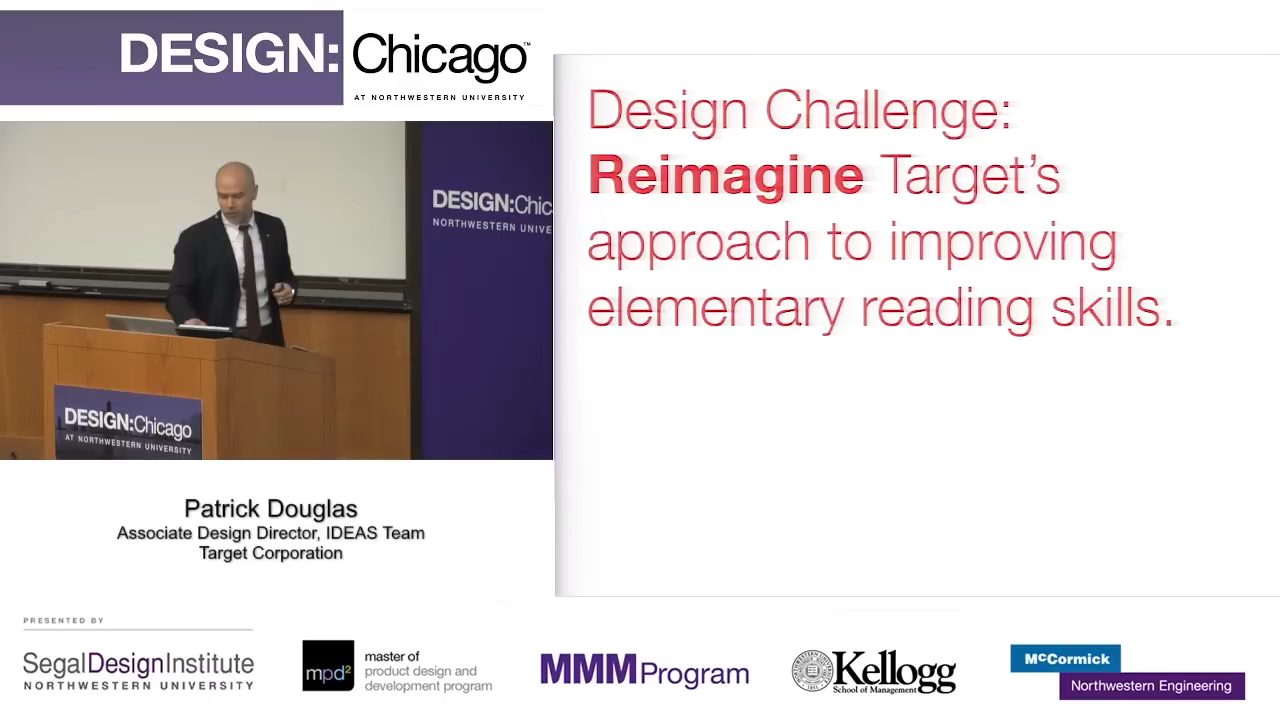 DESIGN:Chicago™
AT NORTHWESTERN UNIVERSITY
Design Challenge:
Reimagine Target's
approach to improving
elementary reading skills.
DESIGN:Chic
NORTHWESTERN UNIVE
DESIGN:Chicago
AT NORTHWESTERN UNIVERSITY
Patrick Douglas
Associate Design Director, IDEAS Team
Target Corporation
PRESENTED BY
SegalDesignInstitute
NORTHWESTERN UNIVERSITY
mpd²
master of
product design and
development program
MMM Program
Kellogg
School of Management
McCormick
Northwestern Engineering